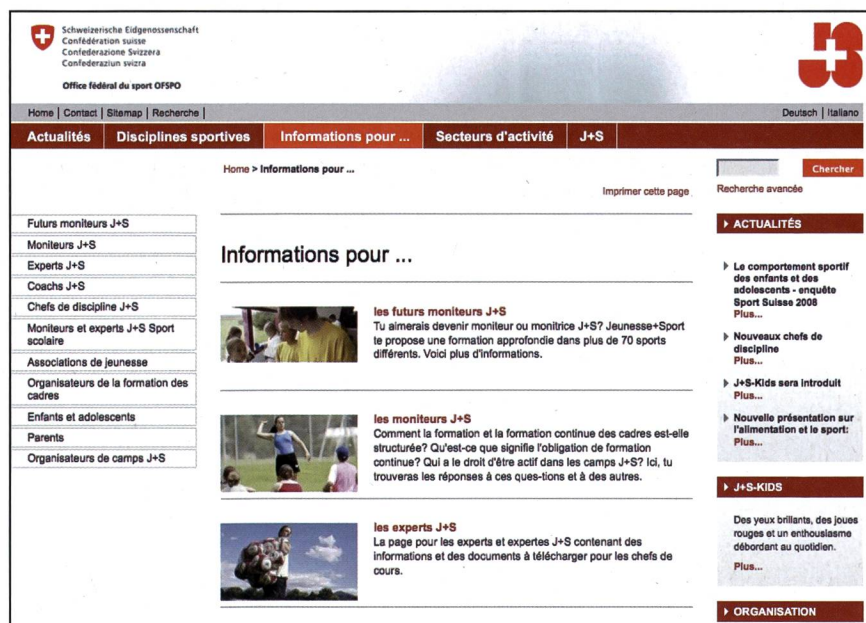 Schweizerische Eidgenossenschaft
Confédération suisse
Confederazione Svizzera
Confederaziun svizra
Office fédéral du sport OFSPO
J+S
Home | Contact | Sitemap | Recherche |
Deutsch | Italiano
Actualités
Disciplines sportives
Informations pour ...
Secteurs d'activité
J+S
Home > Informations pour ...
Chercher
Imprimer cette page
Recherche avancée
Futurs moniteurs J+S
Moniteurs J+S
Experts J+S
Coachs J+S
Chefs de discipline J+S
Moniteurs et experts J+S Sport
scolaire
Associations de jeunesse
Organisateurs de la formation des
cadres
Enfants et adolescents
Parents
Organisateurs de camps J+S
Informations pour ...
les futurs moniteurs J+S
Tu aimerais devenir moniteur ou monitrice J+S? Jeunesse+Sport
te propose une formation approfondie dans plus de 70 sports
différents. Voici plus d'informations.
les moniteurs J+S
Comment la formation et la formation continue des cadres est-elle
structurée? Qu'est-ce que signifie l'obligation de formation
continue? Qui a le droit d'être actif dans les camps J+S? Ici, tu
trouveras les réponses à ces ques-tions et à des autres.
les experts J+S
La page pour les experts et expertes J+S contenant des
informations et des documents à télécharger pour les chefs de
cours.
ACTUALITÉS
Le comportement sportif
des enfants et des
adolescents - enquête
Sport Suisse 2008
Plus...
Nouveaux chefs de
discipline
Plus...
J+S-Kids sera introduit
Plus...
Nouvelle présentation sur
l'alimentation et le sport:
Plus...
J+S-KIDS
Des yeux brillants, des joues
rouges et un enthousiasme
débordant au quotidien.
Plus...
ORGANISATION